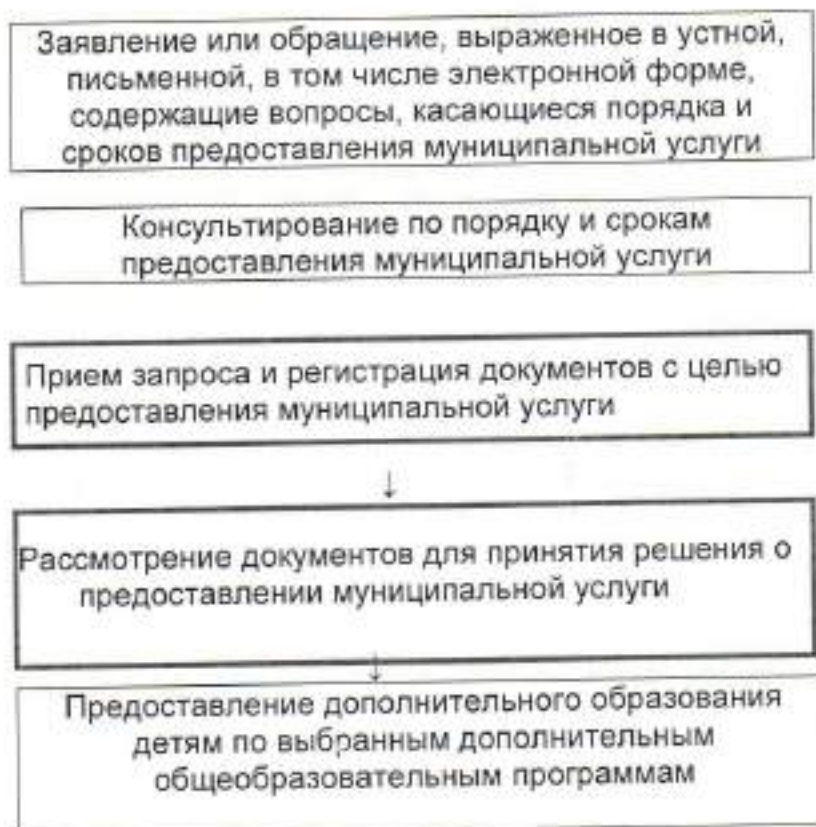 Заявление или обращение, выраженное в устной,
письменной, в том числе электронной форме,
содержащие вопросы, касающиеся порядка и
сроков предоставления муниципальной услуги
Консультирование по порядку и срокам
предоставления муниципальной услуги
Прием запроса и регистрация документов с целью
предоставления муниципальной услуги
↓
Рассмотрение документов для принятия решения о
предоставлении муниципальной услуги
↓
Предоставление дополнительного образования
детям по выбранным дополнительным
общеобразовательным программам